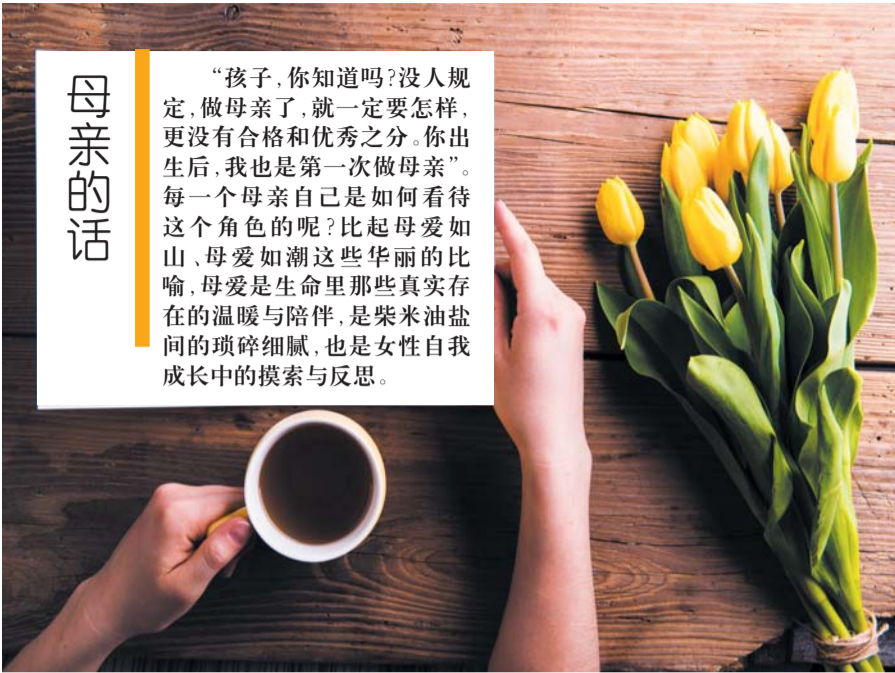 母亲的话
“孩子，你知道吗？没人规
定，做母亲了，就一定要怎样，
更没有合格和优秀之分。你出
生后，我也是第一次做母亲”。
每一个母亲自己是如何看待
这个角色的呢？比起母爱如
山、母爱如潮这些华丽的比
喻，母爱是生命里那些真实存
在的温暖与陪伴，是柴米油盐
间的琐碎细腻，也是女性自我
成长中的摸索与反思。